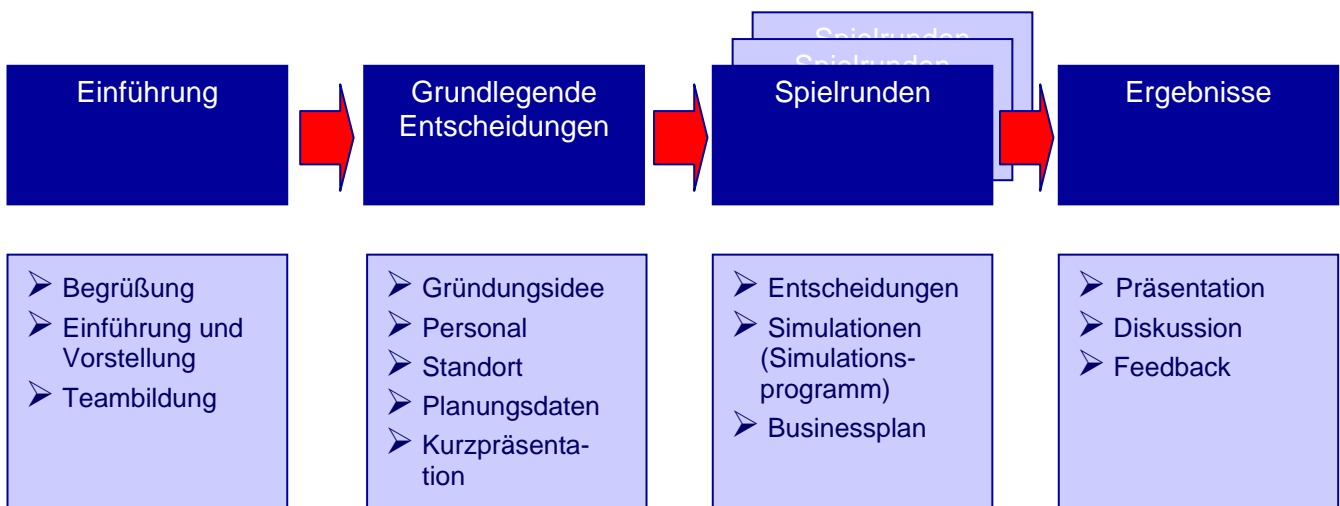 Spielrunden
Spielrunden
Einführung
Grundlegende
Entscheidungen
Spielrunden
Ergebnisse
➢ Begrüßung
➢ Einführung und
Vorstellung
➢ Teambildung
➢ Gründungsidee
➢ Personal
➢ Standort
➢ Planungsdaten
➢ Kurzpräsenta-
tion
➢ Entscheidungen
➢ Simulationen
(Simulations-
programm)
➢ Businessplan
➢ Präsentation
➢ Diskussion
➢ Feedback